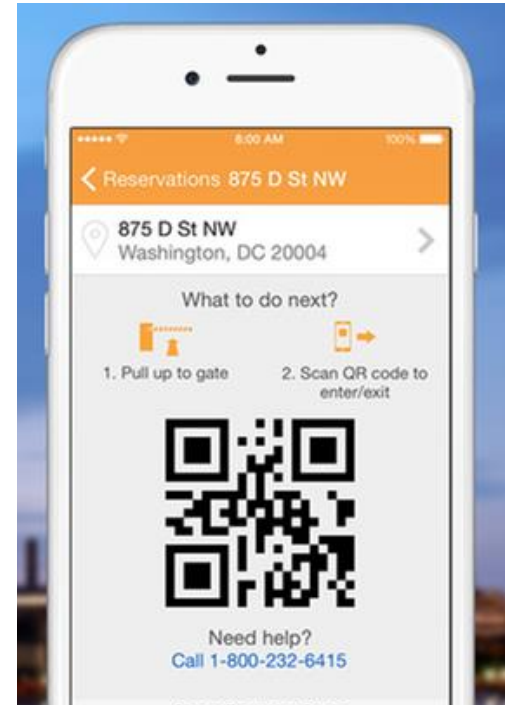 8:00 AM 100%
Reservations 875 D St NW
875 D St NW
Washington, DC 20004
What to do next?
1. Pull up to gate
2. Scan QR code to
enter/exit
Need help?
Call 1-800-232-6415